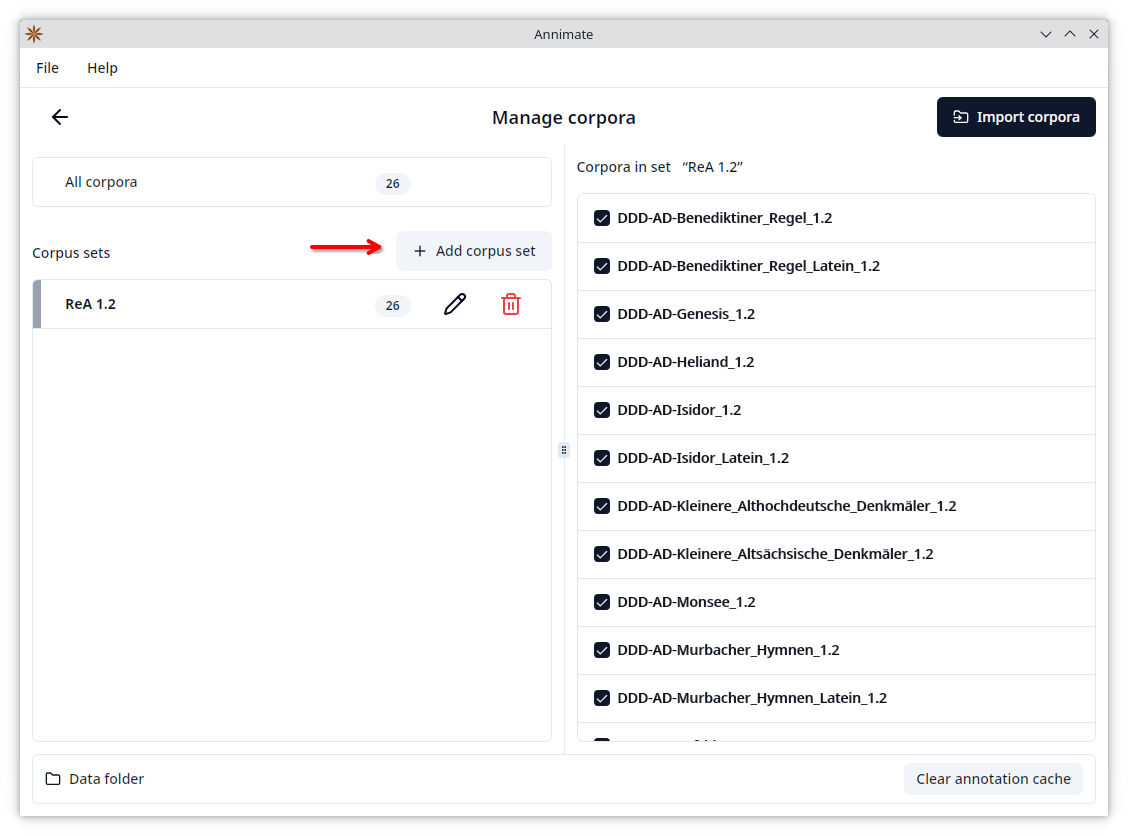 Annimate
File Help
Manage corpora
Import corpora
All corpora 26
Corpus sets
Add corpus set
ReA 1.2 26
Corpora in set “ReA 1.2”
DDD-AD-Benediktiner_Regel_1.2
DDD-AD-Benediktiner_Regel_Latein_1.2
DDD-AD-Genesis_1.2
DDD-AD-Heliand_1.2
DDD-AD-Isidor_1.2
DDD-AD-Isidor_Latein_1.2
DDD-AD-Kleinere_Althochdeutsche_Denkmäler_1.2
DDD-AD-Kleinere_Altsächsische_Denkmäler_1.2
DDD-AD-Monsee_1.2
DDD-AD-Murbacher_Hymnen_1.2
DDD-AD-Murbacher_Hymnen_Latein_1.2
Data folder
Clear annotation cache